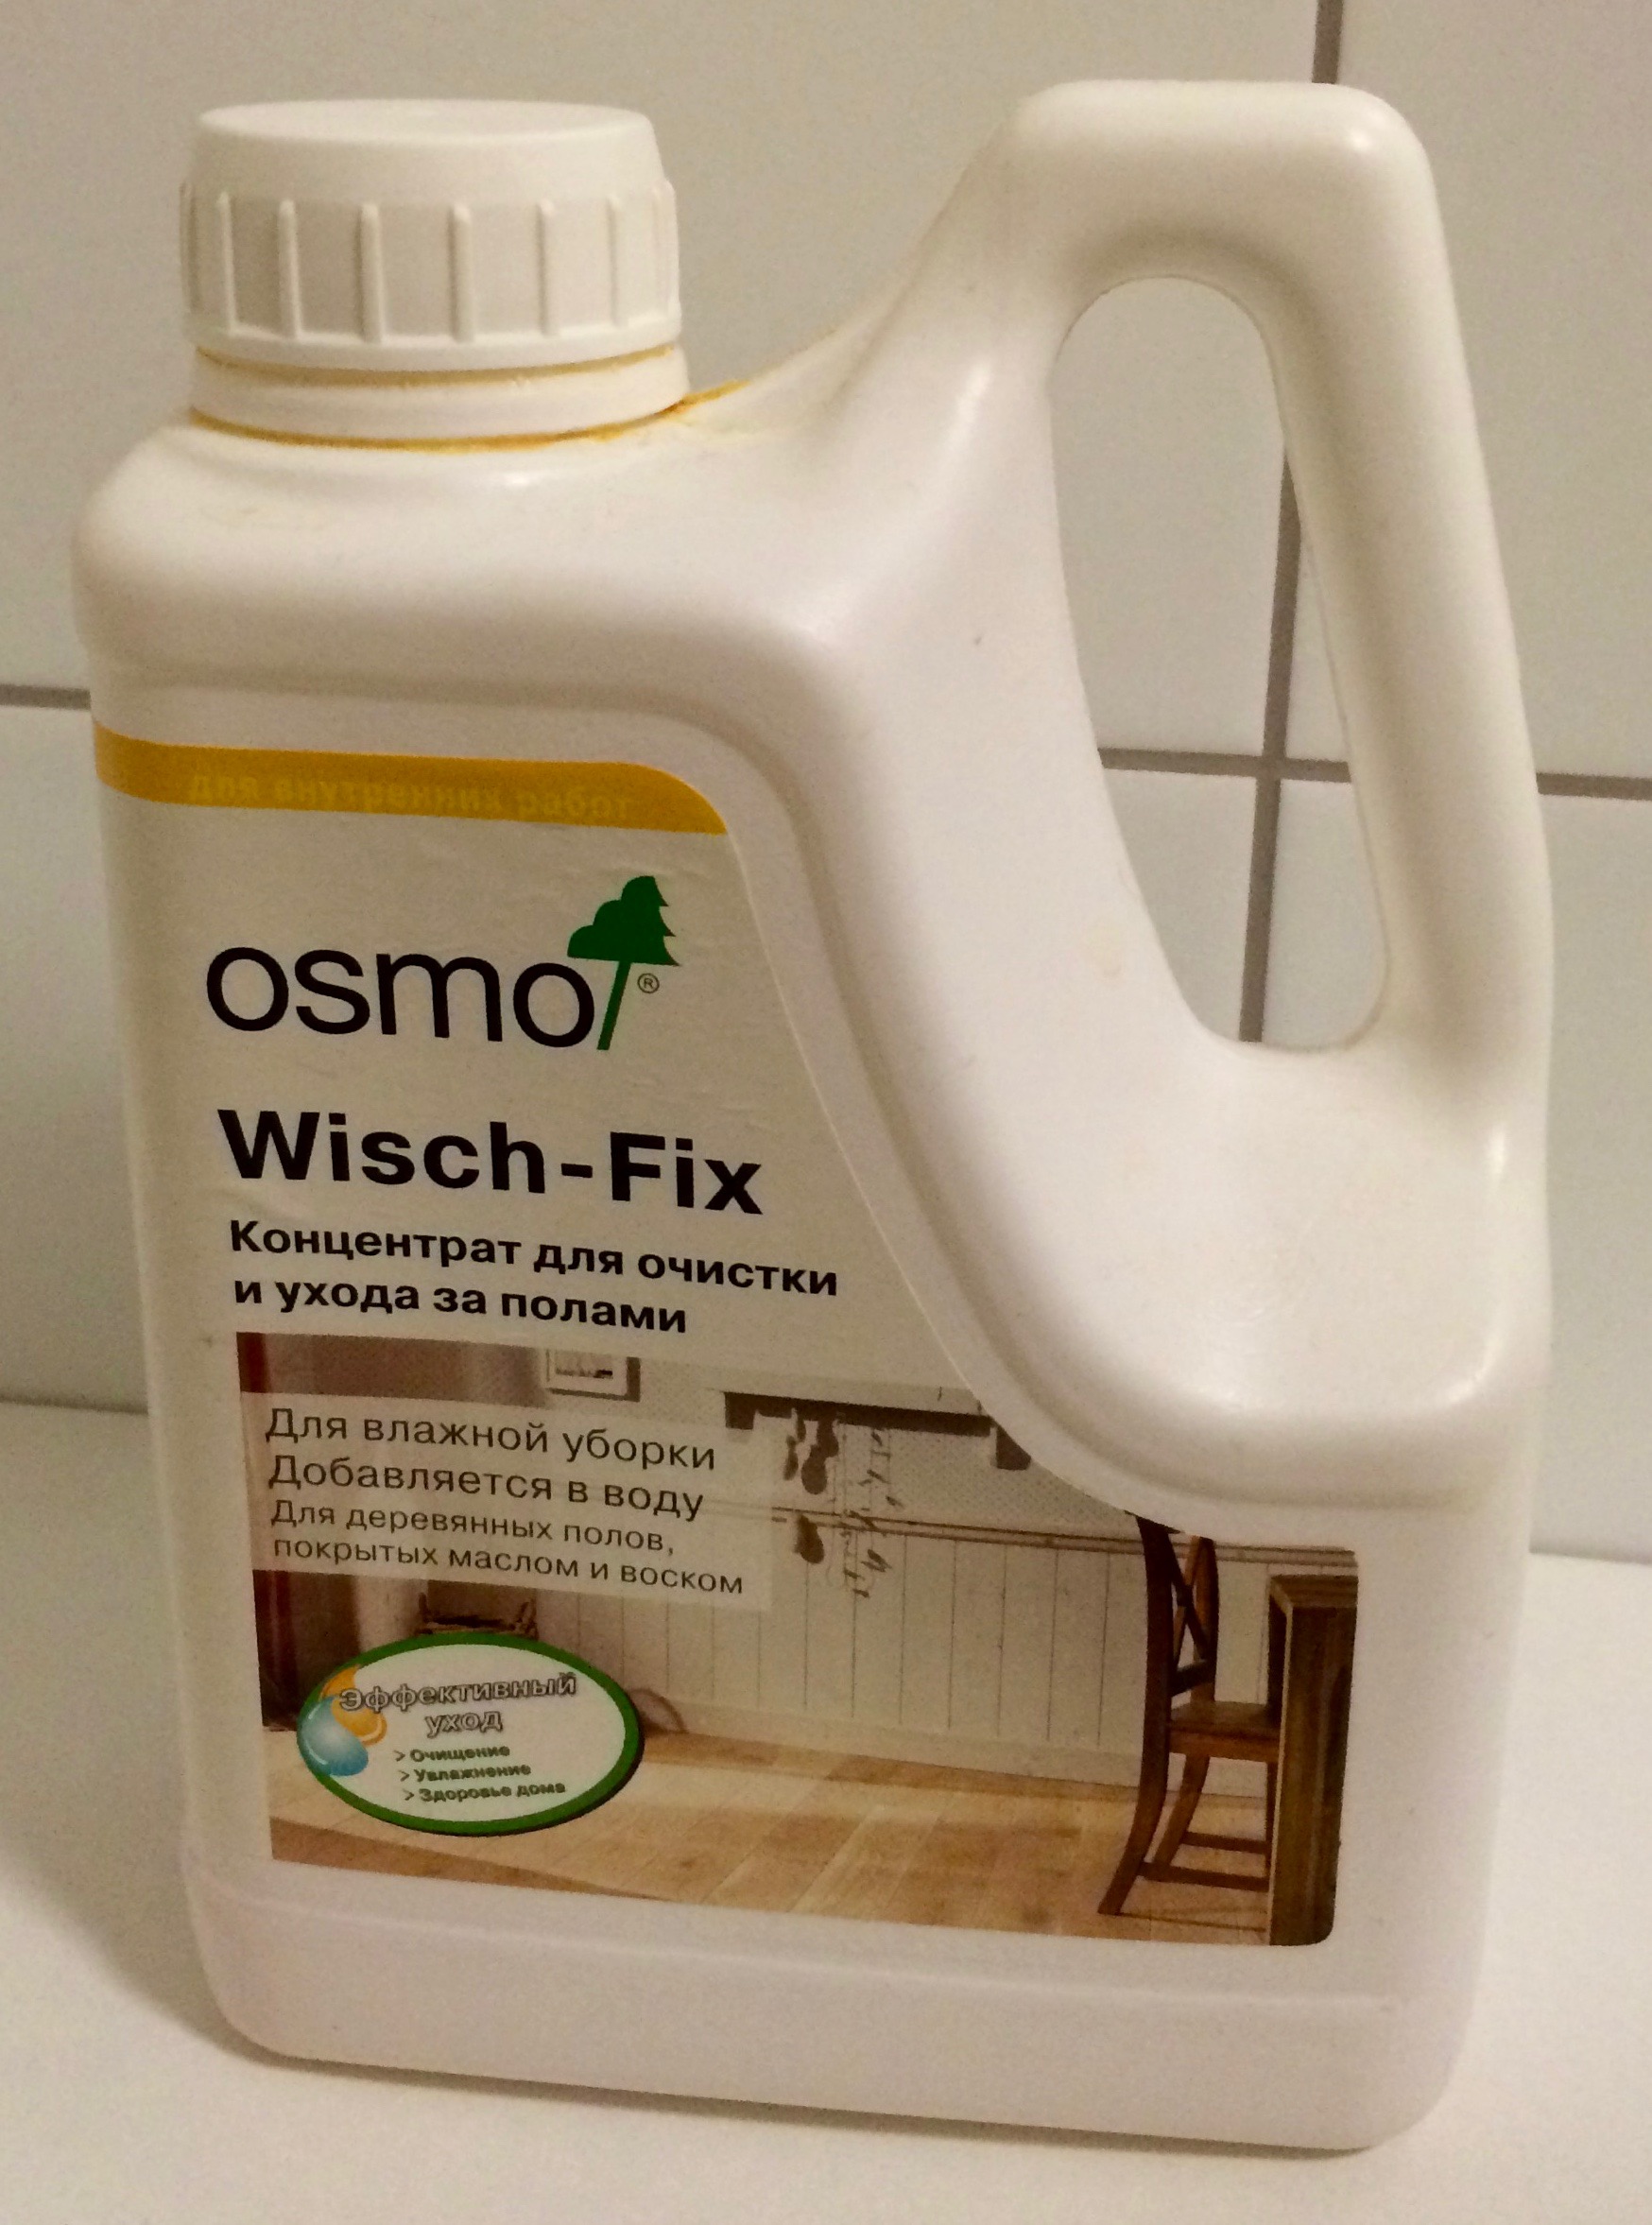 для внутренних работ
osmo®
Wisch-Fix
Концентрат для очистки
и ухода за полами
Для влажной уборки
Добавляется в воду
Для деревянных полов,
покрытых маслом и воском
Эффективный
уход
> Очищение
> Увлажнение
> Здоровье дома